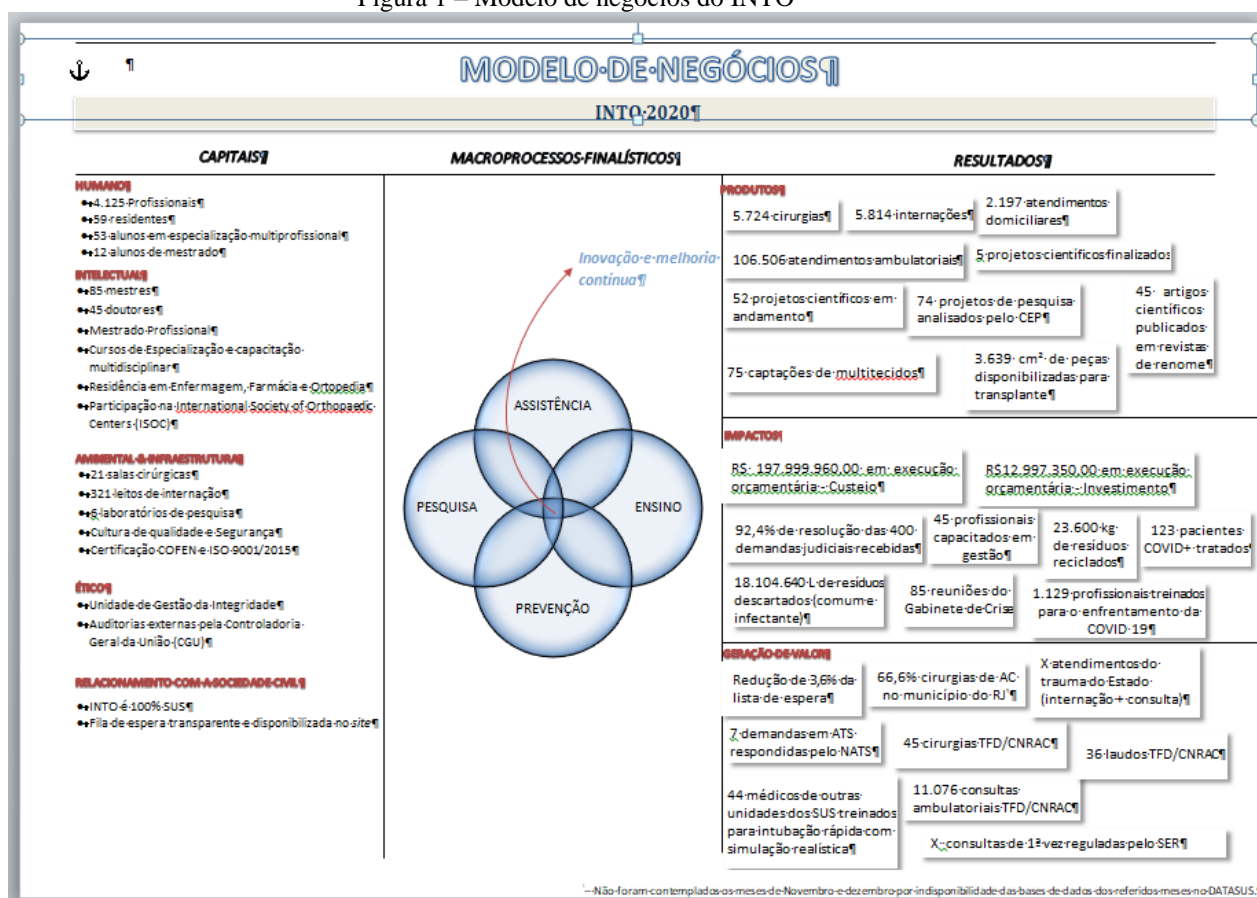 Figura 1 – Modelo de negócios do INTO
¶
MODELO·DE·NEGÓCIOS¶
INTO·2020¶
CAPITAIS¶
HUMANO¶
4.125·Profissionais¶
59·residentes¶
53·alunos·em·especialização·multiprofissional¶
12·alunos·de·mestrado¶
INTELECTUAL¶
85·mestres¶
45·doutores¶
Mestrado·Profissional¶
Cursos·de·Especialização·e·capacitação·
multidisciplinar¶
Residência·em·Enfermagem,·Farmácia·e·Ortopedia¶
Participação·na·International·Society·of·Orthopaedic·
Centers·(ISOC)¶
AMBIENTAL·&·INFRAESTRUTURA¶
21·salas·cirúrgicas¶
321·leitos·de·internação¶
6·laboratórios·de·pesquisa¶
Cultura·de·qualidade·e·Segurança¶
Certificação·COFEN·e·ISO·9001/2015¶
ÉTICO¶
Unidade·de·Gestão·da·Integridade¶
Auditorias·externas·pela·Controladoria·
Geral·da·União·(CGU)¶
RELACIONAMENTO·COM·A·SOCIEDADE·CIVIL¶
INTO·é·100%·SUS¶
Fila·de·espera·transparente·e·disponibilizada·no·site¶
MACROPROCESSOS·FINALÍSTICOS¶
Inovação·e·melhoria·
contínua¶
ASSISTÊNCIA
PESQUISA
ENSINO
PREVENÇÃO
RESULTADOS¶
PRODUTOS¶
5.724·cirurgias¶
5.814·internações¶
2.197·atendimentos·
domiciliares¶
106.506·atendimentos·ambulatoriais¶
5·projetos·científicos·finalizados
52·projetos·científicos·em·
andamento¶
74·projetos·de·pesquisa·
analisados·pelo·CEP¶
45·artigos·
científicos·
publicados·
em·revistas·
de·renome¶
75·captações·de·multitecidos¶
3.639·cm²·de·peças·
disponibilizadas·para·
transplante¶
IMPACTOS¶
R$·197.999.960,00·em·execução·
orçamentária·-·Custeio¶
R$12.997.350,00·em·execução·
orçamentária·-·Investimento¶
92,4%·de·resolução·das·400·
demandas·judiciais·recebidas¶
45·profissionais·
capacitados·em·
gestão¶
23.600·kg·
de·resíduos·
reciclados¶
123·pacientes·
COVID+·tratados¶
18.104.640·L·de·resíduos·
descartados·(comum·e·
infectante)¶
85·reuniões·do·
Gabinete·de·Crise
1.129·profissionais·treinados·
para·o·enfrentamento·da·
COVID·19¶
GERAÇÃO·DE·VALOR¶
Redução·de·3,6%·da·
lista·de·espera¶
66,6%·cirurgias·de·AC·
no·município·do·RJ¹¶
X·atendimentos·do·
trauma·do·Estado·
(internação·+·consulta)¶
7·demandas·em·ATS·
respondidas·pelo·NATS¶
45·cirurgias·TFD/CNRAC¶
36·laudos·TFD/CNRAC¶
44·médicos·de·outras·
unidades·dos·SUS·treinados·
para·intubação·rápida·com·
simulação·realística¶
11.076·consultas·
ambulatoriais·TFD/CNRAC¶
X·consultas·de·1ª·vez·reguladas·pelo·SER¶
¹·-·Não·foram·contemplados·os·meses·de·Novembro·e·dezembro·por·indisponibilidade·das·bases·de·dados·dos·referidos·meses·no·DATASUS.